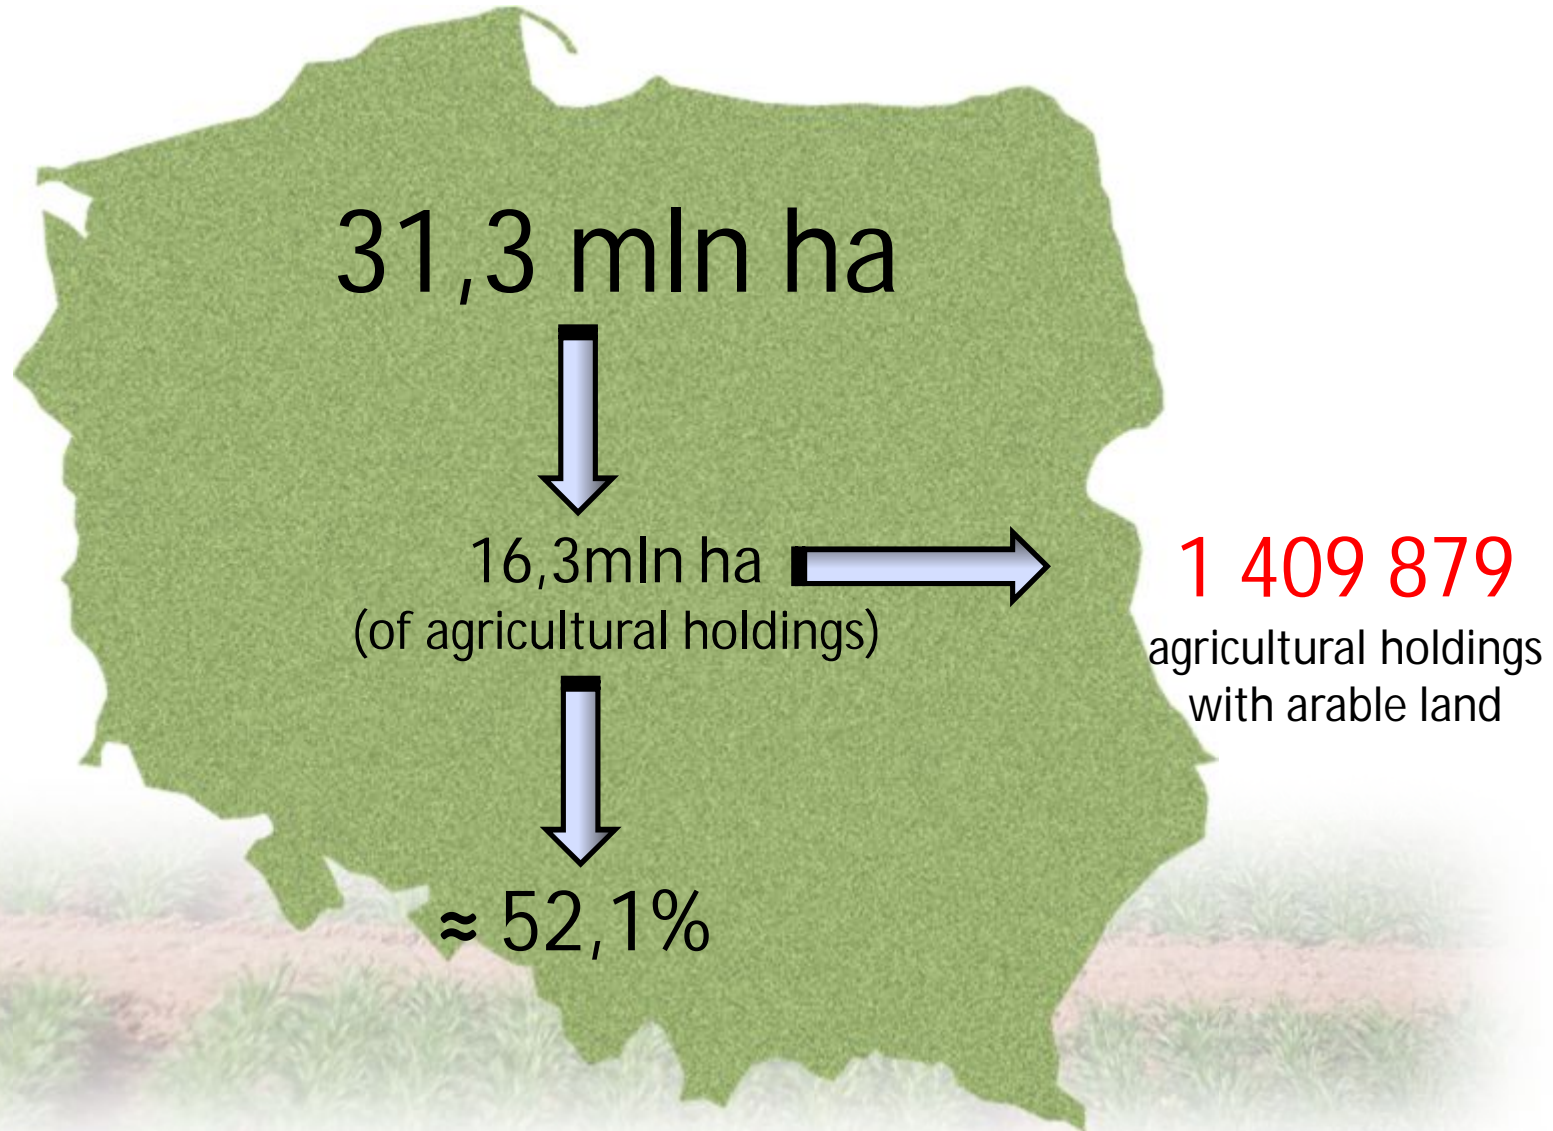 31,3 mln ha
16,3mln ha
(of agricultural holdings)
1 409 879
agricultural holdings
with arable land
≈ 52,1%